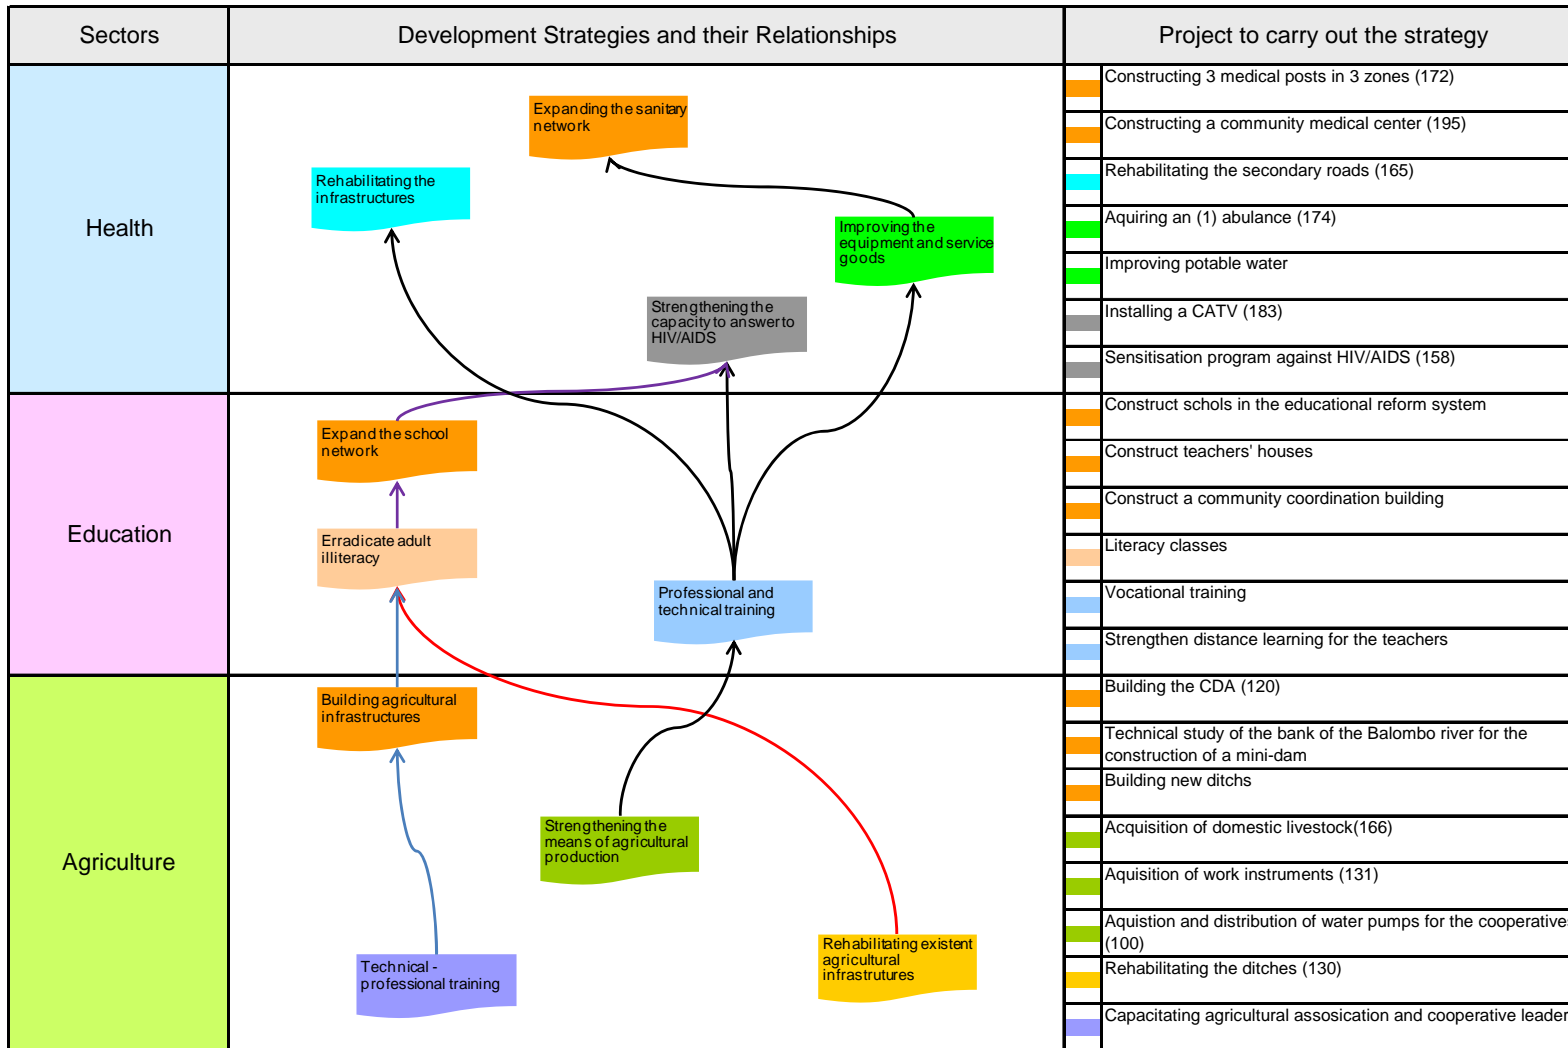 Sectors
Development Strategies and their Relationships
Project to carry out the strategy
Health
Expanding the sanitary
network
Rehabilitating the
infrastructures
Improving the
equipment and service
goods
Strengthening the
capacity to answer to
HIV/AIDS
Constructing 3 medical posts in 3 zones (172)
Constructing a community medical center (195)
Rehabilitating the secondary roads (165)
Aquiring an (1) abulance (174)
Improving potable water
Installing a CATV (183)
Sensitisation program against HIV/AIDS (158)
Education
Expand the school
network
Erradicate adult
illiteracy
Professional and
technical training
Construct schols in the educational reform system
Construct teachers' houses
Construct a community coordination building
Literacy classes
Vocational training
Strengthen distance learning for the teachers
Agriculture
Building agricultural
infrastructures
Strengthening the
means of agricultural
production
Rehabilitating existent
agricultural
infrastrutures
Technical -
professional training
Building the CDA (120)
Technical study of the bank of the Balombo river for the
construction of a mini-dam
Building new ditchs
Acquisition of domestic livestock(166)
Aquisition of work instruments (131)
Aquistion and distribution of water pumps for the cooperative
(100)
Rehabilitating the ditches (130)
Capacitating agricultural assosication and cooperative leader